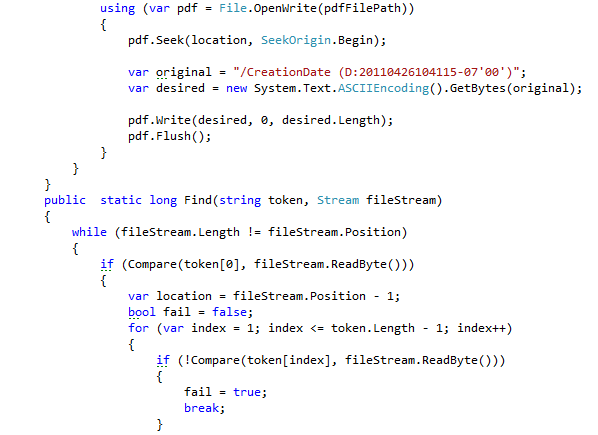 using (var pdf = File.OpenWrite(pdfFilePath))
{
pdf.Seek(location, SeekOrigin.Begin);
var original = "/CreationDate (D:20110426104115-07'00')";
var desired = new System.Text.ASCIIEncoding().GetBytes(original);
pdf.Write(desired, 0, desired.Length);
pdf.Flush();
}
}
}
public  static long Find(string token, Stream fileStream)
{
while (fileStream.Length != fileStream.Position)
{
if (Compare(token[0], fileStream.ReadByte()))
{
var location = fileStream.Position - 1;
bool fail = false;
for (var index = 1; index <= token.Length - 1; index++)
{
if (!Compare(token[index], fileStream.ReadByte()))
{
fail = true;
break;
}